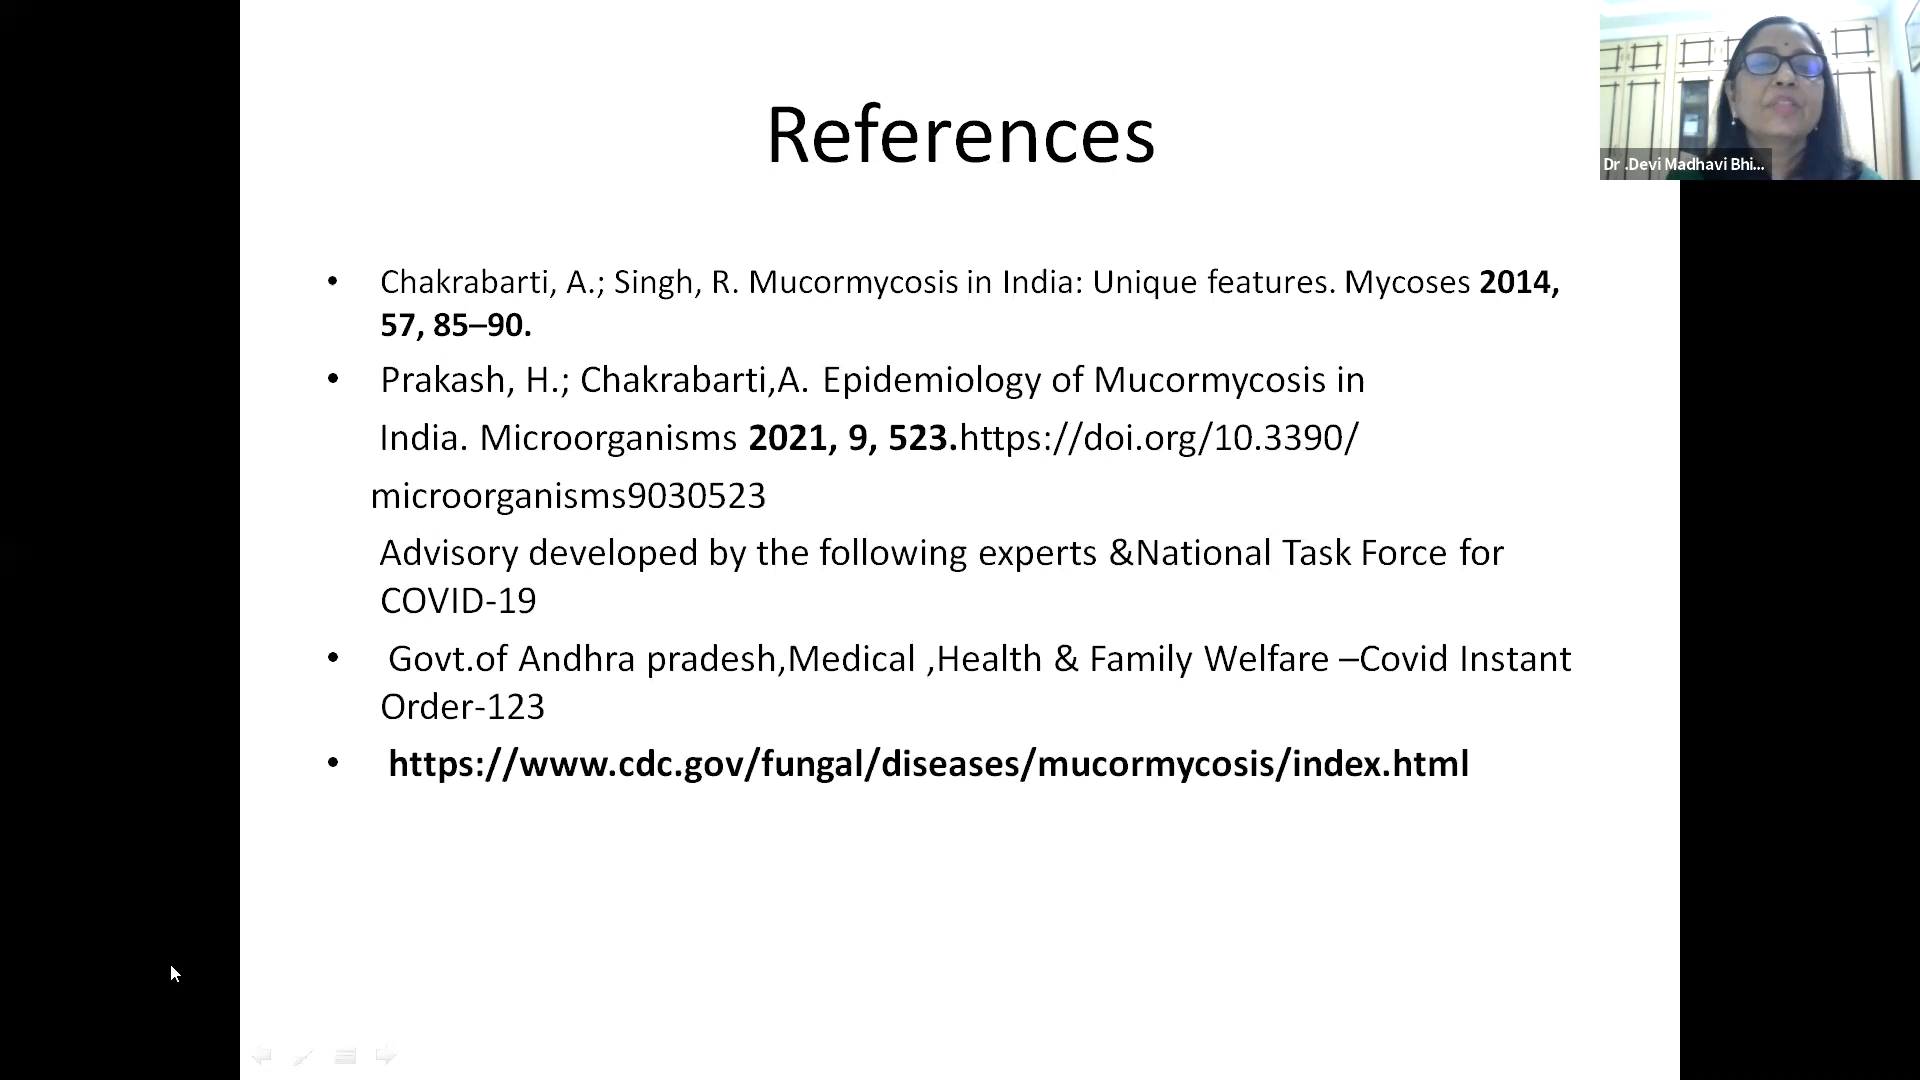 References
Dr .Devi Madhavi Bhi...
• Chakrabarti, A.; Singh, R. Mucormycosis in India: Unique features. Mycoses 2014,
57, 85–90.
• Prakash, H.; Chakrabarti,A. Epidemiology of Mucormycosis in
India. Microorganisms 2021, 9, 523.https://doi.org/10.3390/
microorganisms9030523
Advisory developed by the following experts &National Task Force for
COVID-19
• Govt.of Andhra pradesh,Medical ,Health & Family Welfare –Covid Instant
Order-123
• https://www.cdc.gov/fungal/diseases/mucormycosis/index.html